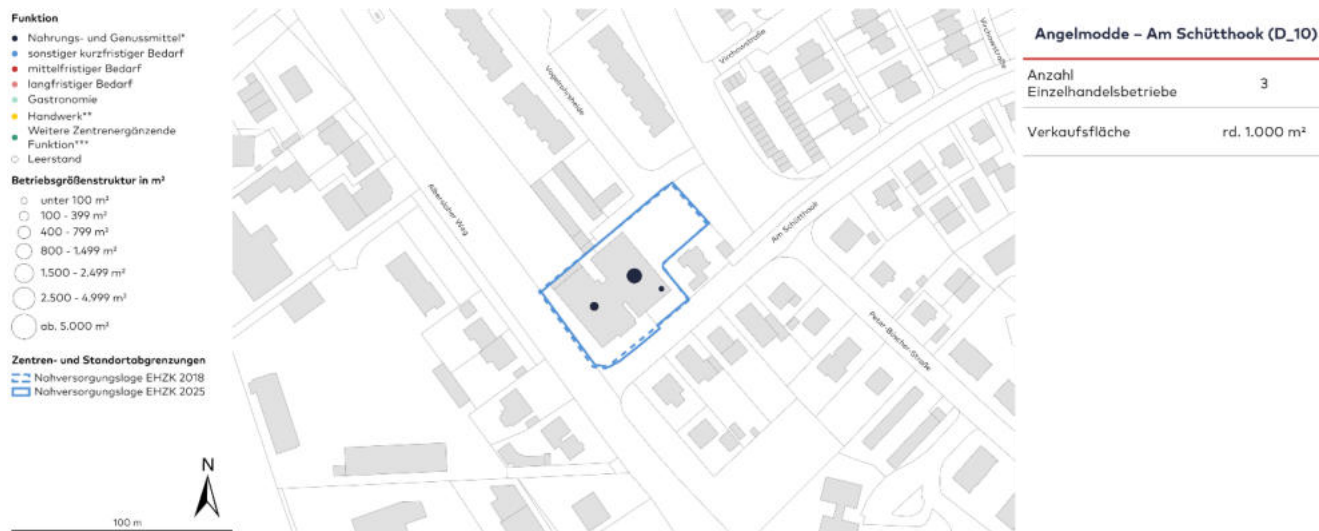 Funktion
Nahrungs- und Genussmittel*
sonstiger kurzfristiger Bedarf
mittelfristiger Bedarf
langfristiger Bedarf
Gastronomie
Handwerk**
Weitere Zentrenergänzende
Funktion***
Leerstand
Betriebsgrößenstruktur in m²
unter 100 m²
100 - 399 m²
400 - 799 m²
800 - 1.499 m²
1.500 - 2.499 m²
2.500 - 4.999 m²
ab. 5.000 m²
Zentren- und Standortabgrenzungen
Nahversorgungslage EHZK 2018
Nahversorgungslage EHZK 2025
N
100 m
Virchowstraße
Virchowstraße
Vogelrohrsheide
Albersloher Weg
Am Schütthook
Peter-Büscher-Straße
Angelmodde – Am Schütthook (D_10)
Anzahl
Einzelhandelsbetriebe 3
Verkaufsfläche rd. 1.000 m²